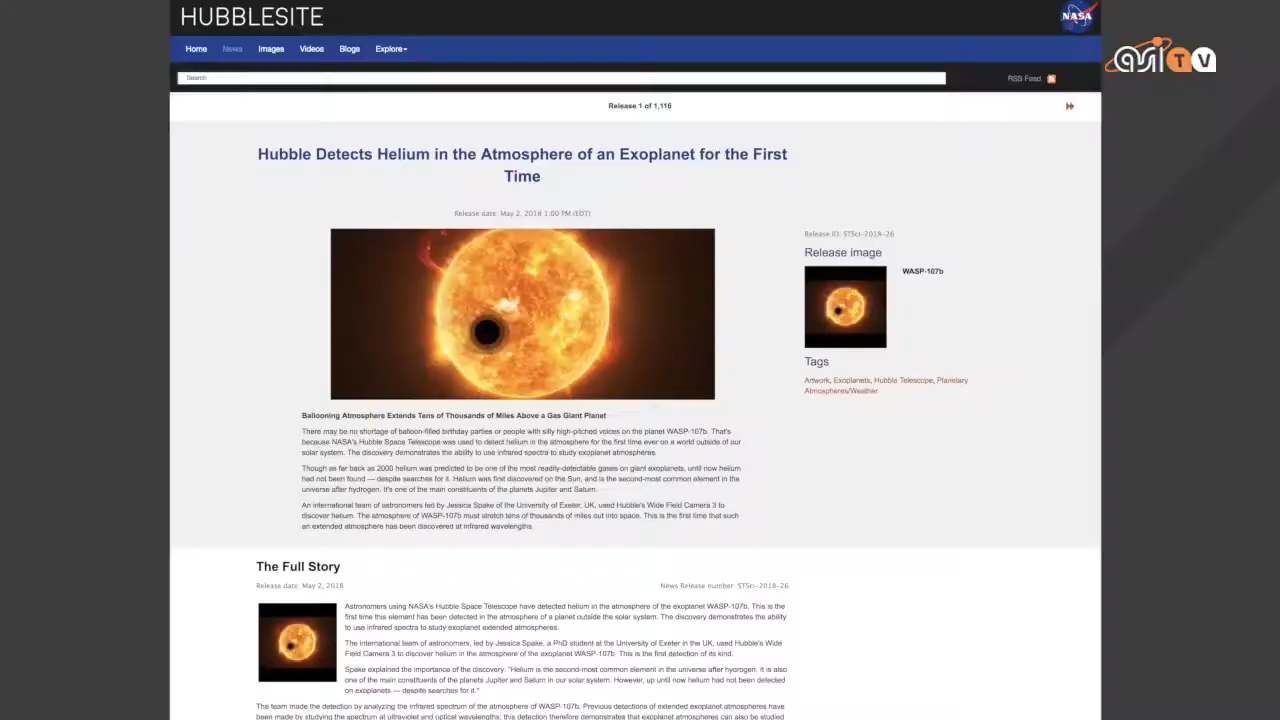 HUBBLESITE
NASA
asi TV
Home News Images Videos Blogs Explore
Search
RSS Feed
Release 1 of 1,116
Hubble Detects Helium in the Atmosphere of an Exoplanet for the First
Time
Release date: May 2, 2018 1:00 PM (EDT)
Release ID: STScI-2018-26
Release image
WASP-107b
Tags
Artwork, Exoplanets, Hubble Telescope, Planetary
Atmospheres/Weather
Ballooning Atmosphere Extends Tens of Thousands of Miles Above a Gas Giant Planet
There may be no shortage of balloon-filled birthday parties or people with silly high-pitched voices on the planet WASP-107b. That's
because NASA's Hubble Space Telescope was used to detect helium in the atmosphere for the first time ever on a world outside of our
solar system. The discovery demonstrates the ability to use infrared spectra to study exoplanet atmospheres.
Though as far back as 2000 helium was predicted to be one of the most readily-detectable gases on giant exoplanets, until now helium
had not been found — despite searches for it. Helium was first discovered on the Sun, and is the second-most common element in the
universe after hydrogen. It's one of the main constituents of the planets Jupiter and Saturn.
An international team of astronomers led by Jessica Spake of the University of Exeter, UK, used Hubble's Wide Field Camera 3 to
discover helium. The atmosphere of WASP-107b must stretch tens of thousands of miles out into space. This is the first time that such
an extended atmosphere has been discovered at infrared wavelengths.
The Full Story
Release date: May 2, 2018
News Release number: STScI-2018-26
Astronomers using NASA's Hubble Space Telescope have detected helium in the atmosphere of the exoplanet WASP-107b. This is the
first time this element has been detected in the atmosphere of a planet outside the solar system. The discovery demonstrates the ability
to use infrared spectra to study exoplanet extended atmospheres.
The international team of astronomers, led by Jessica Spake, a PhD student at the University of Exeter in the UK, used Hubble's Wide
Field Camera 3 to discover helium in the atmosphere of the exoplanet WASP-107b. This is the first detection of its kind.
Spake explained the importance of the discovery: "Helium is the second-most common element in the universe after hydrogen. It is also
one of the main constituents of the planets Jupiter and Saturn in our solar system. However, up until now helium had not been detected
on exoplanets — despite searches for it."
The team made the detection by analyzing the infrared spectrum of the atmosphere of WASP-107b. Previous detections of extended exoplanet atmospheres have
been made by studying the spectrum at ultraviolet and optical wavelengths; this detection therefore demonstrates that exoplanet atmospheres can also be studied